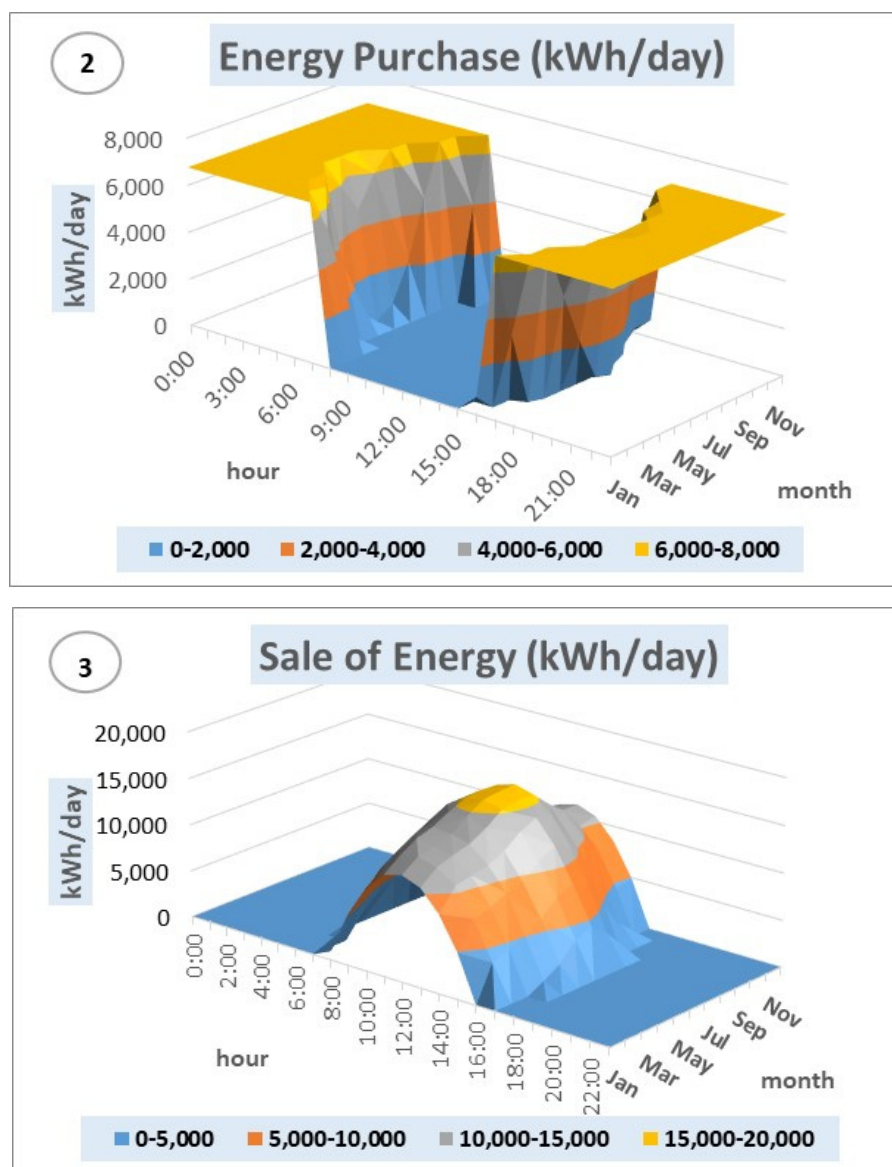 2
Energy Purchase (kWh/day)
8,000
6,000
4,000
2,000
0
kWh/day
0:00
3:00
6:00
9:00
12:00
15:00
18:00
21:00
hour
Jan
Mar
May
Jul
Sep
Nov
month
0-2,000 2,000-4,000 4,000-6,000 6,000-8,000
3
Sale of Energy (kWh/day)
20,000
15,000
10,000
5,000
0
kWh/day
0:00
2:00
4:00
6:00
8:00
10:00
12:00
14:00
16:00
18:00
20:00
22:00
hour
Jan
Mar
May
Jul
Sep
Nov
month
0-5,000 5,000-10,000 10,000-15,000 15,000-20,000